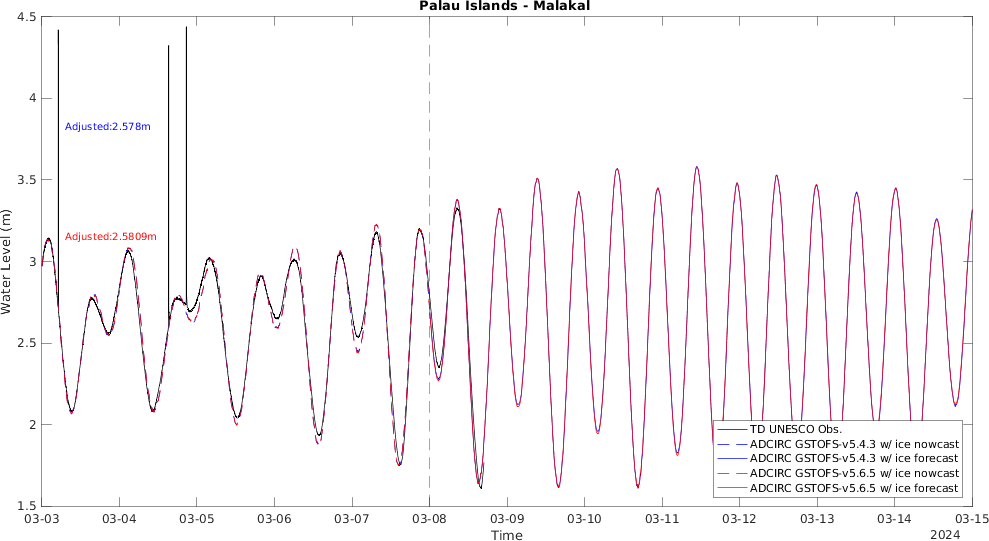 Palau Islands - Malakal
4.5
4
3.5
3
2.5
2
1.5
Water Level (m)
Adjusted:2.578m
Adjusted:2.5809m
TD UNESCO Obs.
ADCIRC GSTOFS-v5.4.3 w/ ice nowcast
ADCIRC GSTOFS-v5.4.3 w/ ice forecast
ADCIRC GSTOFS-v5.6.5 w/ ice nowcast
ADCIRC GSTOFS-v5.6.5 w/ ice forecast
03-03 03-04 03-05 03-06 03-07 03-08 03-09 03-10 03-11 03-12 03-13 03-14 03-15
Time
2024